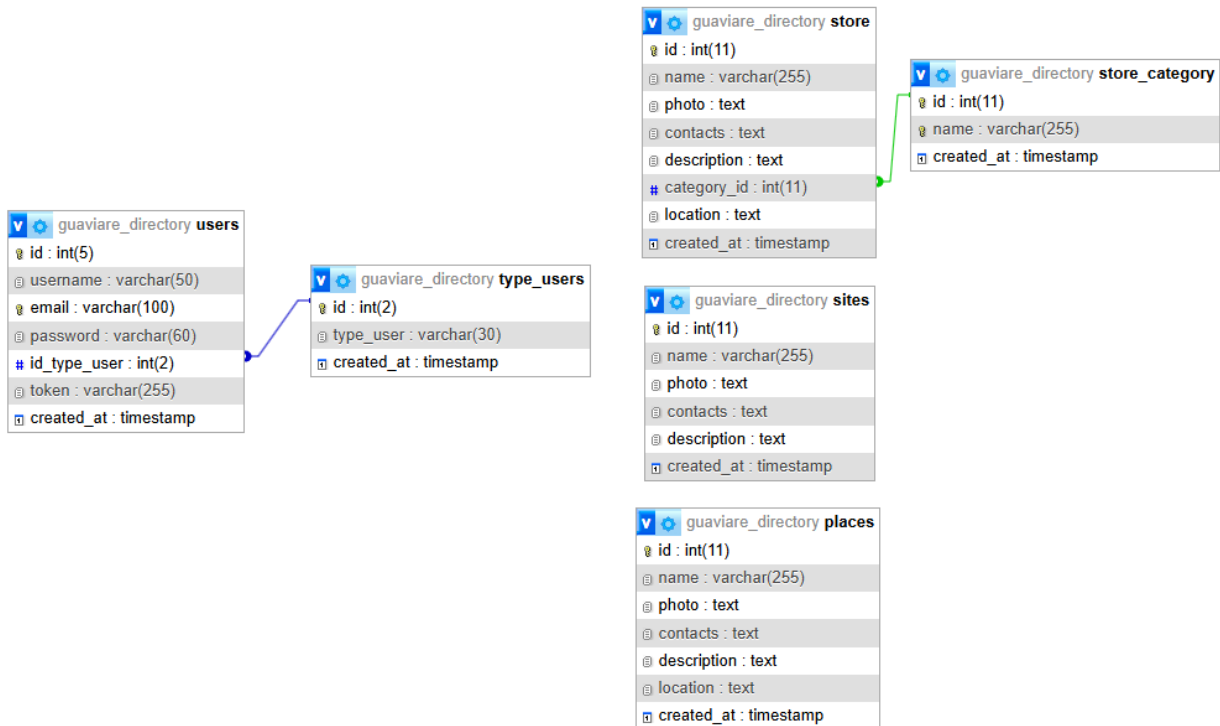 v guaviare_directory store
id : int(11)
name : varchar(255)
photo : text
contacts : text
description : text
# category_id : int(11)
location : text
created_at : timestamp
v guaviare_directory store_category
id : int(11)
name : varchar(255)
created_at : timestamp
v guaviare_directory users
id : int(5)
username : varchar(50)
email : varchar(100)
password : varchar(60)
# id_type_user : int(2)
token : varchar(255)
created_at : timestamp
v guaviare_directory type_users
id : int(2)
type_user : varchar(30)
created_at : timestamp
v guaviare_directory sites
id : int(11)
name : varchar(255)
photo : text
contacts : text
description : text
created_at : timestamp
v guaviare_directory places
id : int(11)
name : varchar(255)
photo : text
contacts : text
description : text
location : text
created_at : timestamp